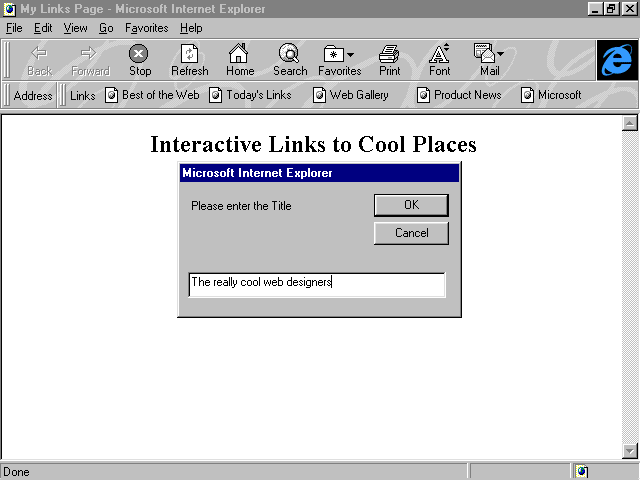 My Links Page - Microsoft Internet Explorer
File Edit View Go Favorites Help
Back Forward Stop Refresh Home Search Favorites Print Font Mail
Address Links Best of the Web Today's Links Web Gallery Product News Microsoft
Interactive Links to Cool Places
Microsoft Internet Explorer
Please enter the Title
OK
Cancel
The really cool web designers
Done